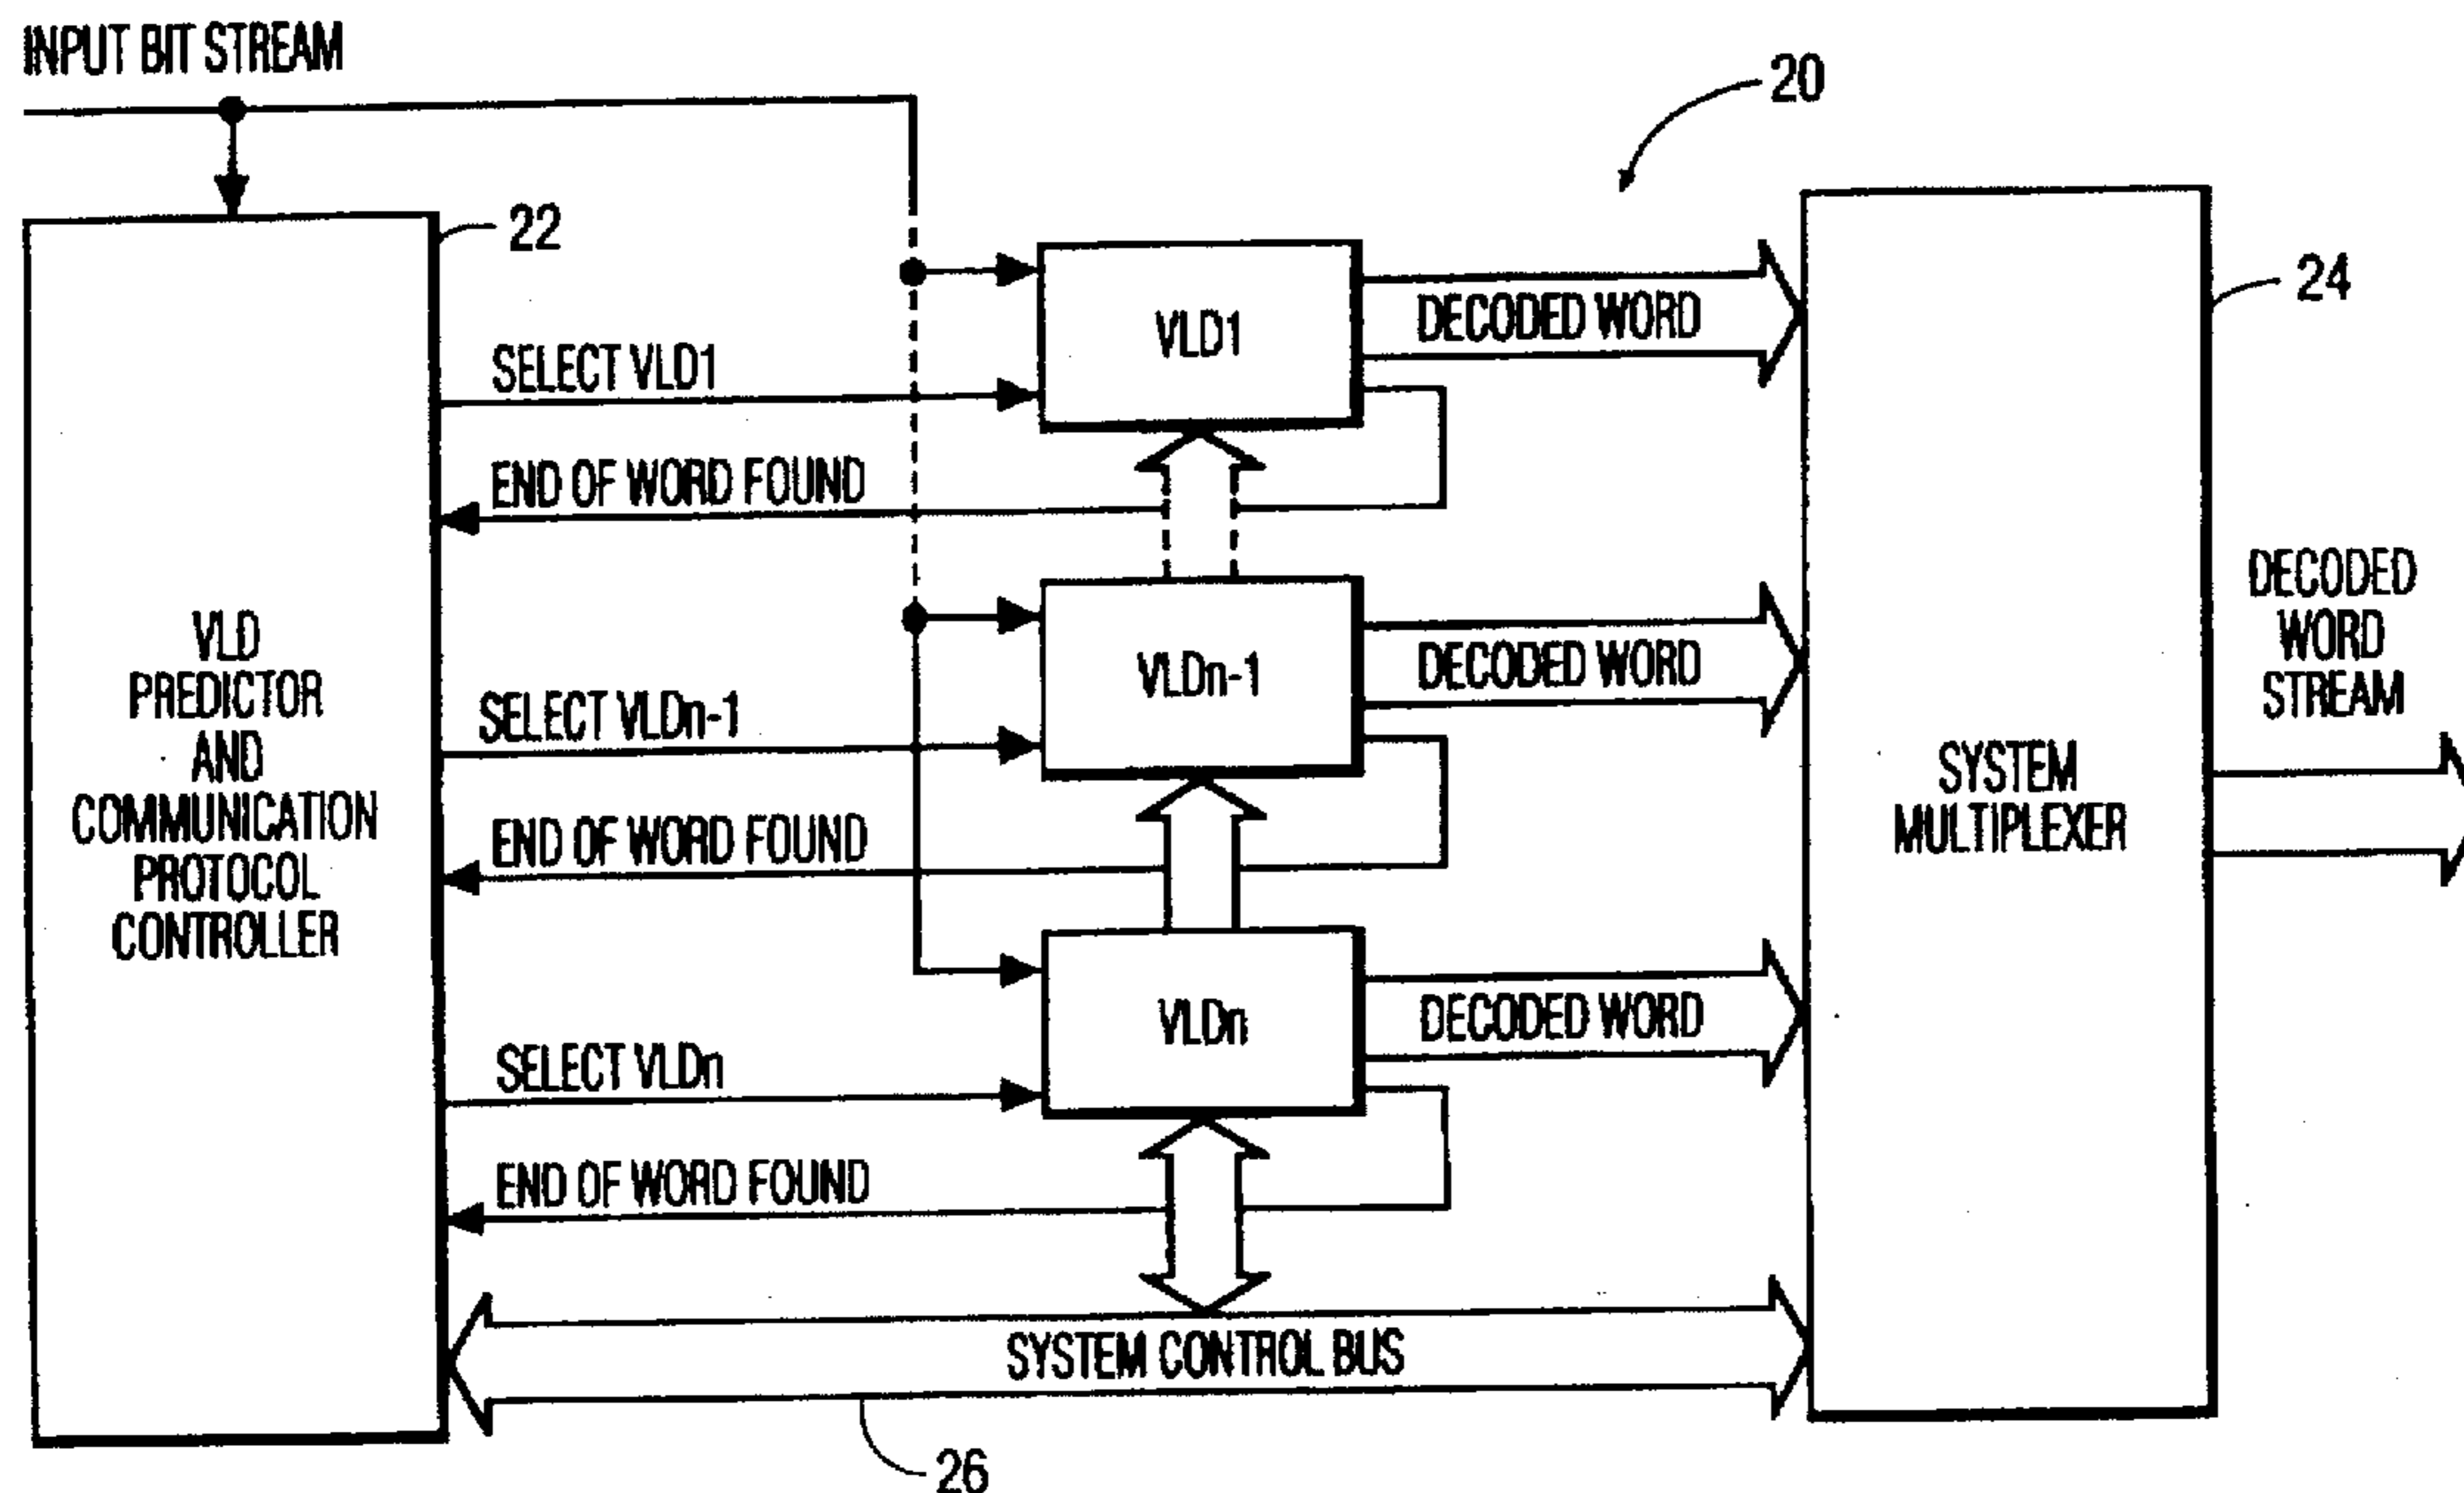 INPUT BIT STREAM
20
22
24
VLD1
DECODED WORD
SELECT VLD1
END OF WORD FOUND
VLD
PREDICTOR
AND
COMMUNICATION
PROTOCOL
CONTROLLER
VLDn-1
DECODED WORD
SELECT VLDn-1
END OF WORD FOUND
SYSTEM
MULTIPLEXER
DECODED
WORD
STREAM
VLDn
DECODED WORD
SELECT VLDn
END OF WORD FOUND
SYSTEM CONTROL BUS
26